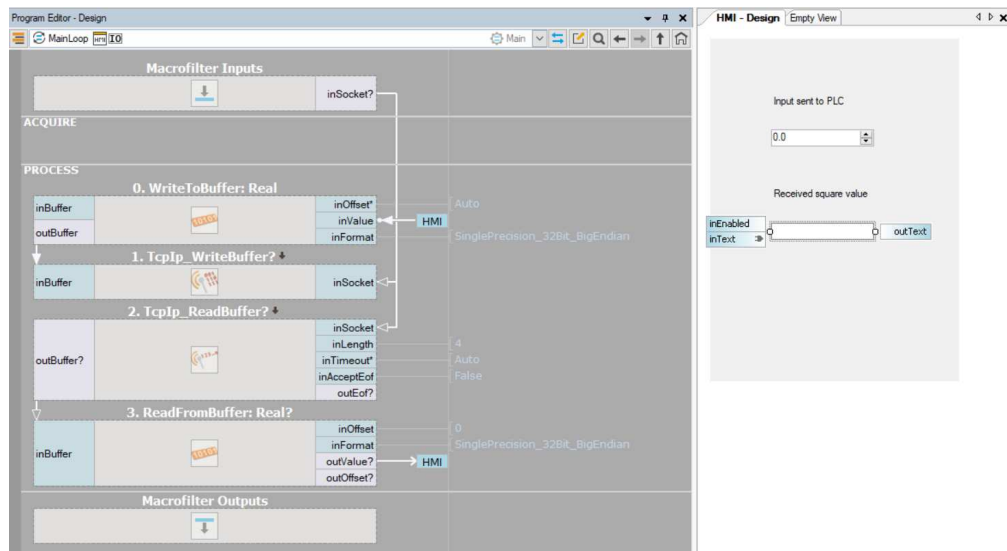 Program Editor - Design
MainLoop HMI IO
Main
Macrofilter Inputs
inSocket?
ACQUIRE
PROCESS
0. WriteToBuffer: Real
inBuffer
outBuffer
inOffset* Auto
inValue HMI
inFormat SinglePrecision_32Bit_BigEndian
1. TcpIp_WriteBuffer?
inBuffer
inSocket
2. TcpIp_ReadBuffer?
outBuffer?
inSocket
inLength 4
inTimeout* Auto
inAcceptEof False
outEof?
3. ReadFromBuffer: Real?
inBuffer
inOffset 0
inFormat SinglePrecision_32Bit_BigEndian
outValue? HMI
outOffset?
Macrofilter Outputs
HMI - Design Empty View
Input sent to PLC
0.0
Received square value
inEnabled
inText
outText